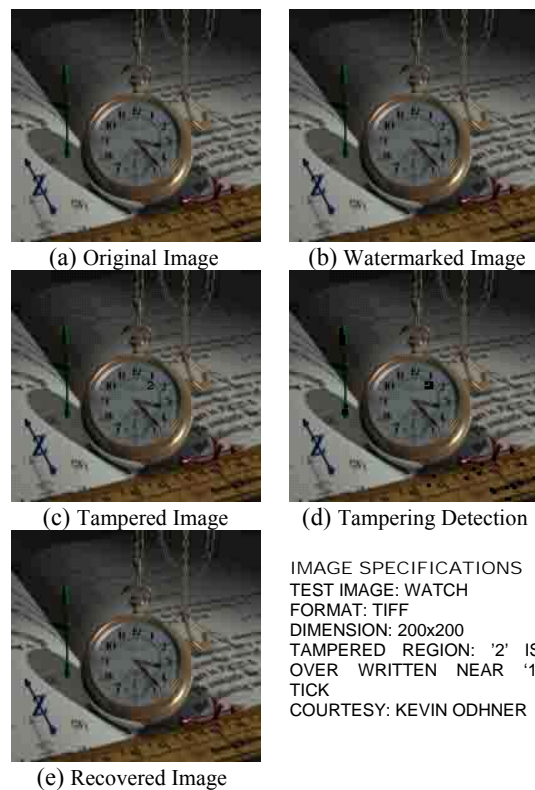 (a) Original Image
(b) Watermarked Image
(c) Tampered Image
(d) Tampering Detection
IMAGE SPECIFICATIONS
TEST IMAGE: WATCH
FORMAT: TIFF
DIMENSION: 200x200
TAMPERED REGION: '2' IS
OVER WRITTEN NEAR '1
TICK
COURTESY: KEVIN ODHNER
(e) Recovered Image